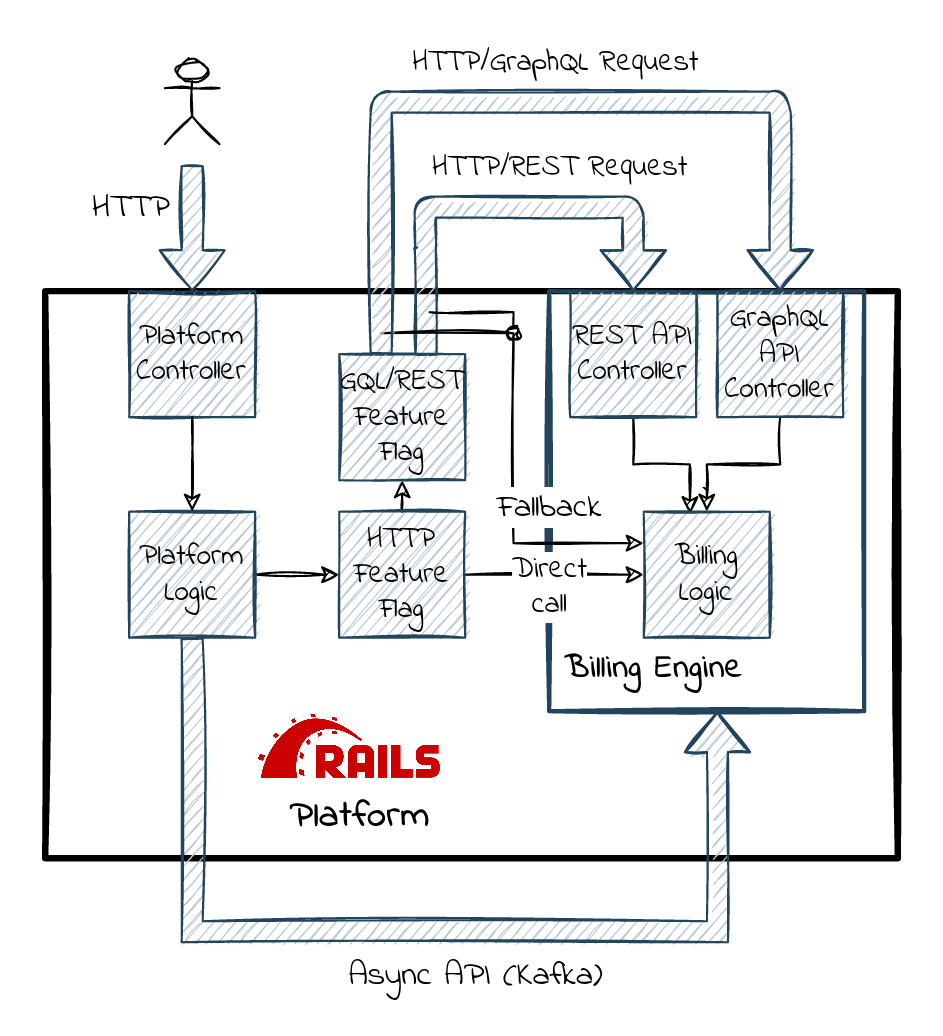 HTTP/GraphQL Request
HTTP/REST Request
HTTP
Platform
Controller
GQL/REST
Feature
Flag
REST API
Controller
GraphQL
API
Controller
Fallback
Platform
Logic
HTTP
Feature
Flag
Direct
call
Billing
Logic
Billing Engine
RAILS
Platform
Async API (Kafka)